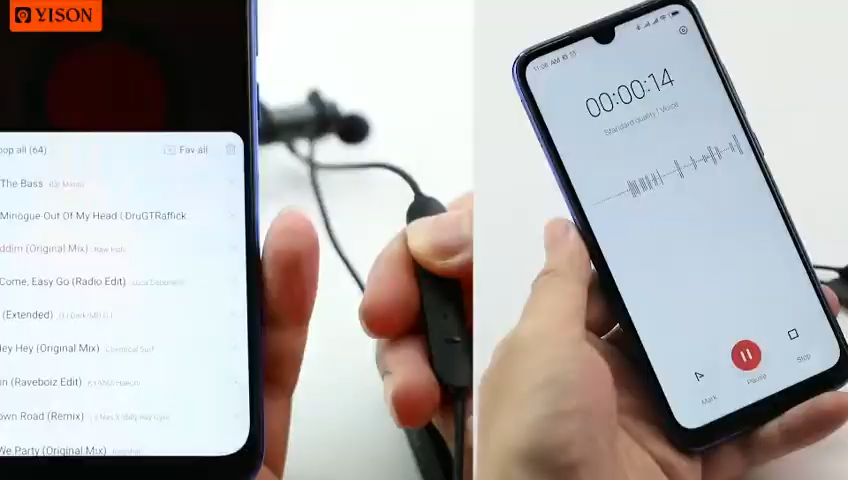 YISON
oop all (64)
Fav all
The Bass
Minogue Out Of My Head ( DruGTRaffick
ddim (Original Mix)
Come, Easy Go (Radio Edit)
(Extended)
ey Hey (Original Mix)
n (Raveboiz Edit)
own Road (Remix)
We Party (Original Mix)
00:00:14
Standard quality | Voice
Mark
Pause
Stop